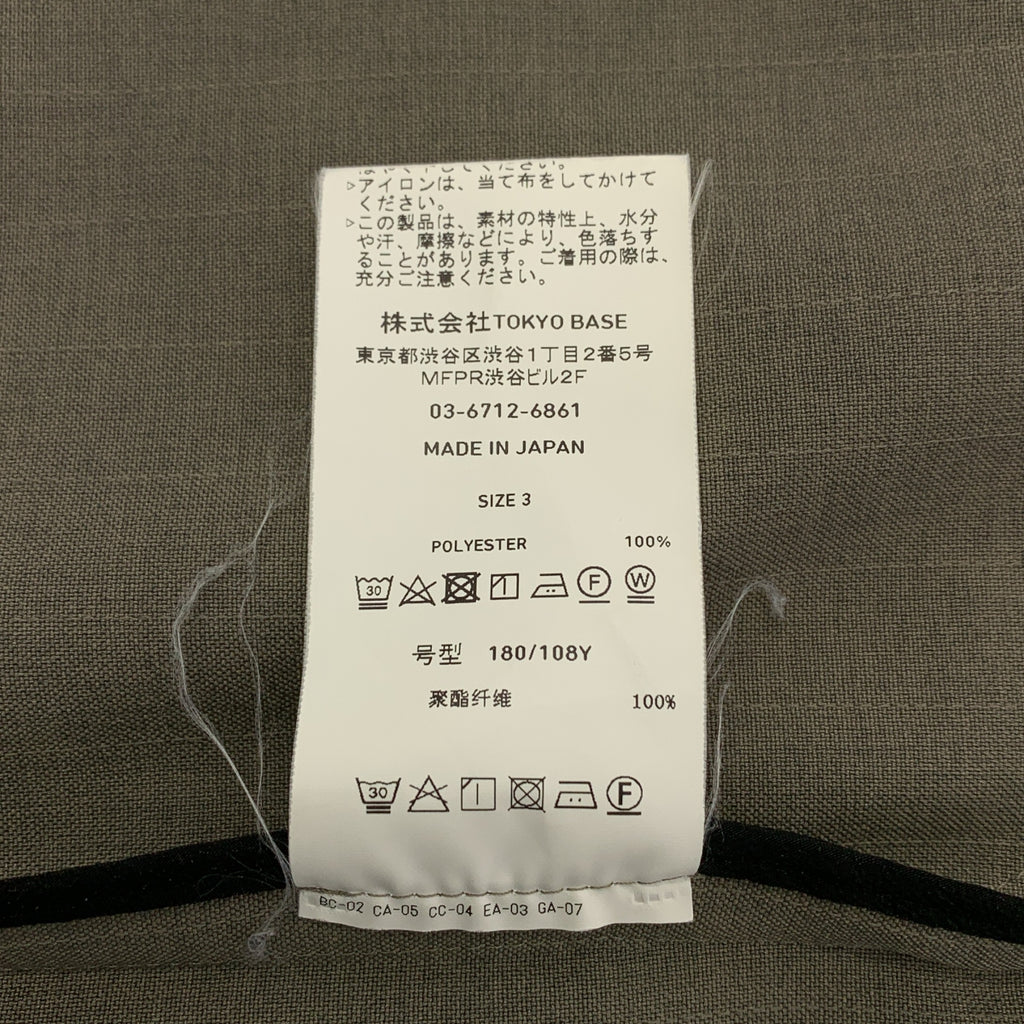 ▷アイロンは、当て布をしてかけて
ください。
▷この製品は、素材の特性上、水分
や汗、摩擦などにより、色落ちす
ることがあります。ご着用の際は、
充分ご注意ください。
株式会社TOKYO BASE
東京都渋谷区渋谷1丁目2番5号
MFPR渋谷ビル2F
03-6712-6861
MADE IN JAPAN
SIZE 3
POLYESTER 100%
30 F W
号型 180/108Y
聚酯纤维 100%
30 F
BC-02 CA-05 CC-04 EA-03 GA-07